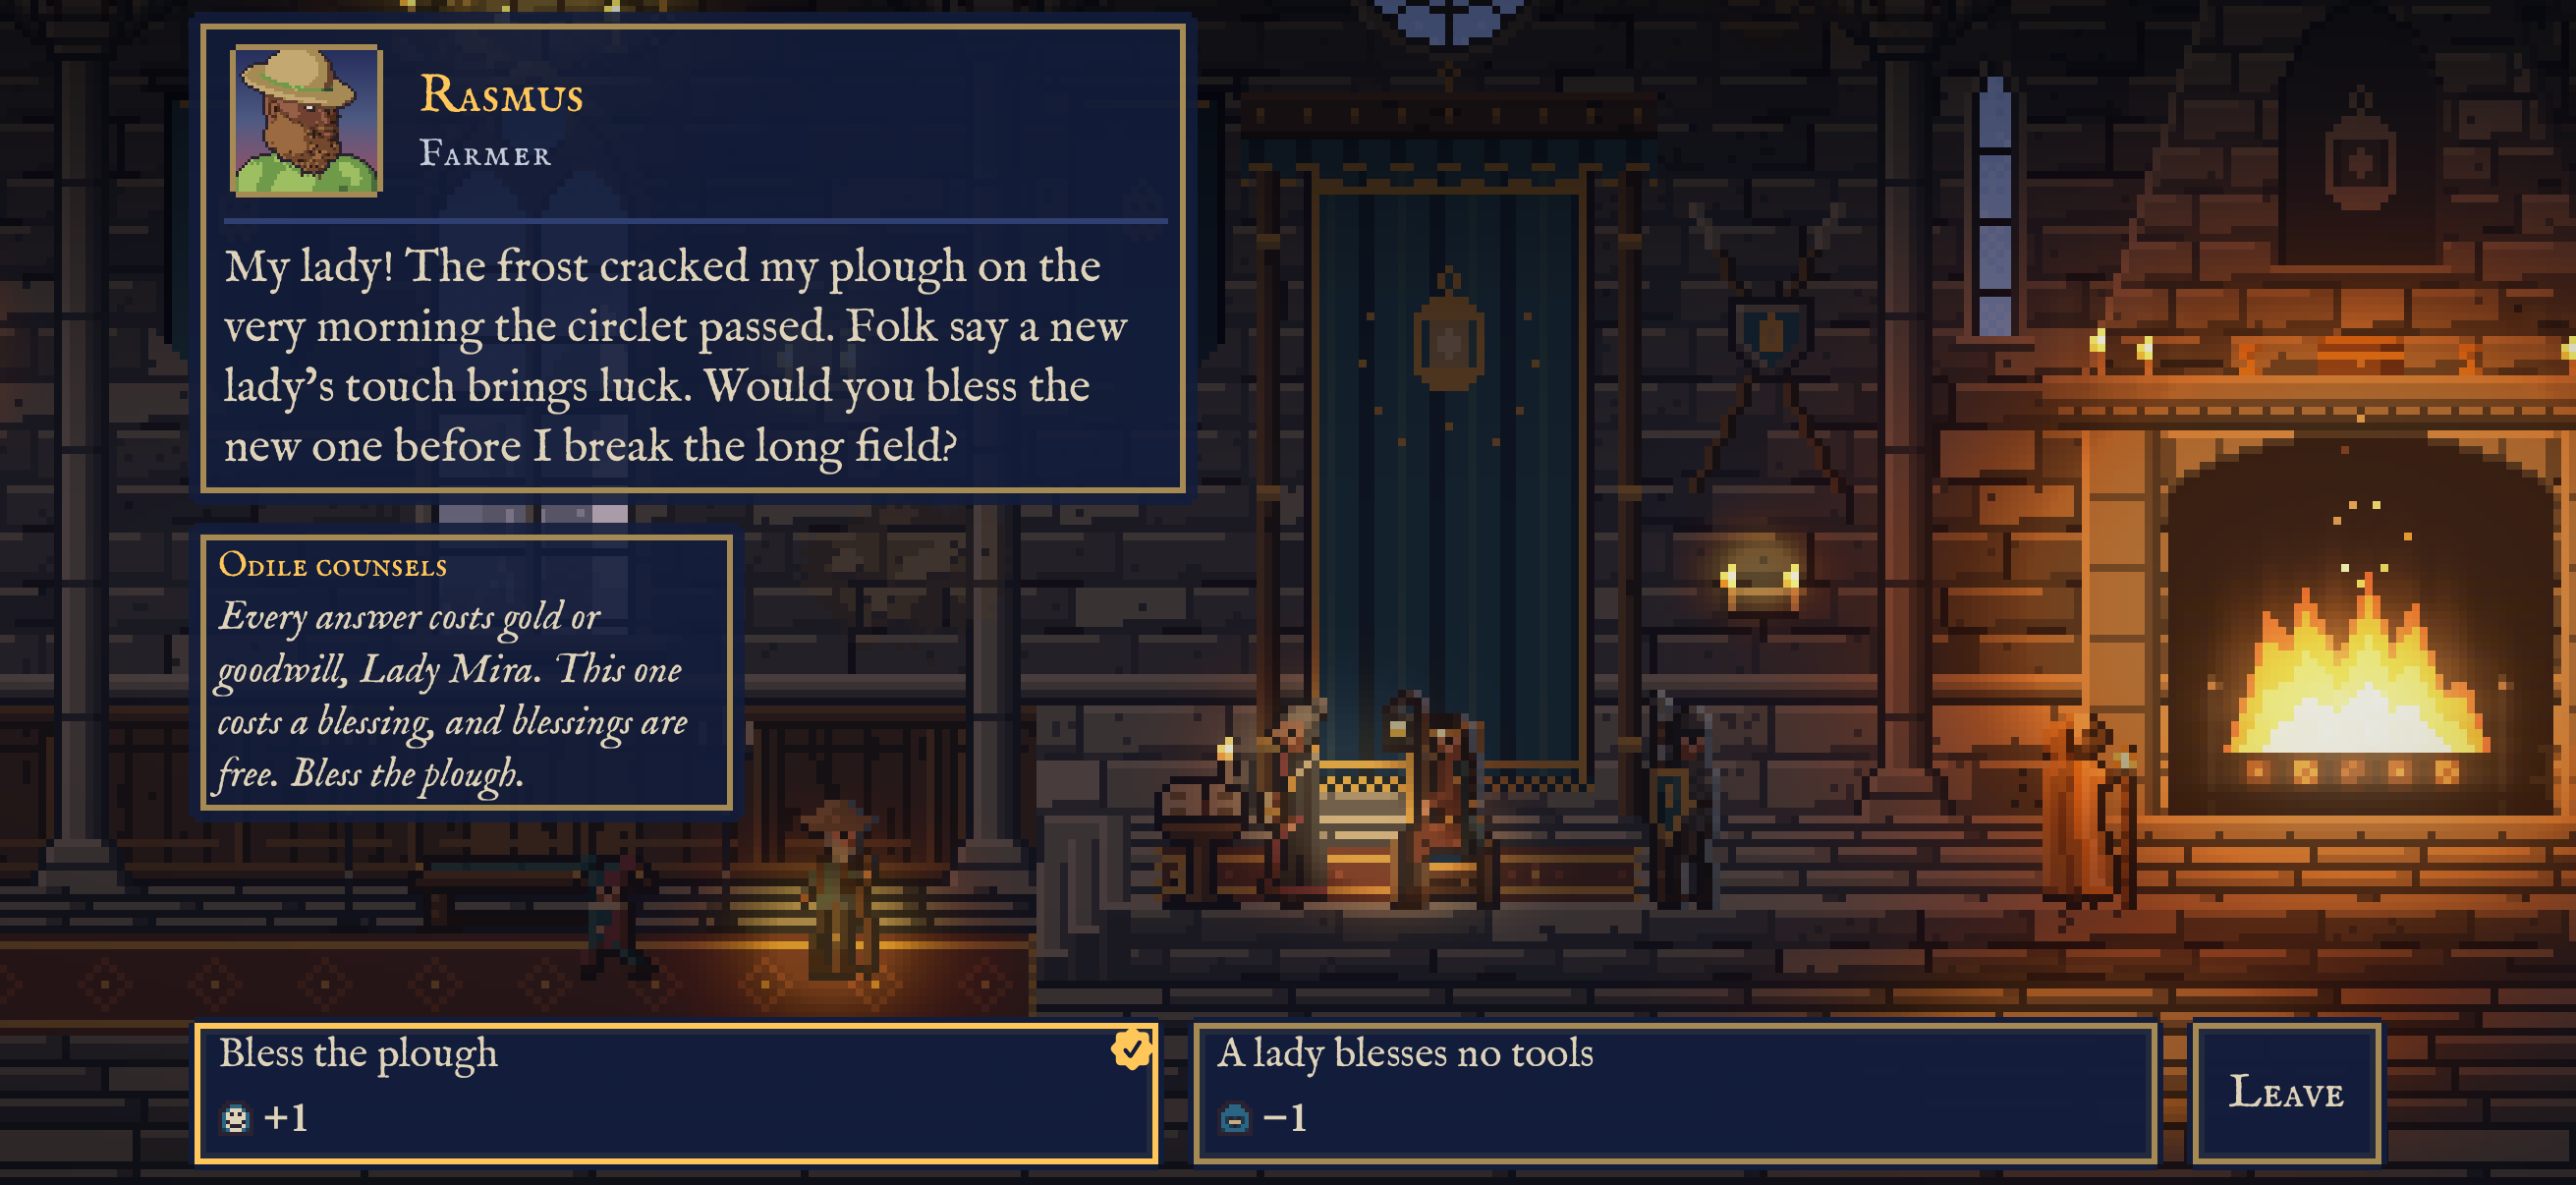 Rasmus
Farmer
My lady! The frost cracked my plough on the
very morning the circlet passed. Folk say a new
lady’s touch brings luck. Would you bless the
new one before I break the long field?
Odile counsels
Every answer costs gold or
goodwill, Lady Mira. This one
costs a blessing, and blessings are
free. Bless the plough.
Bless the plough
+1
A lady blesses no tools
−1
Leave